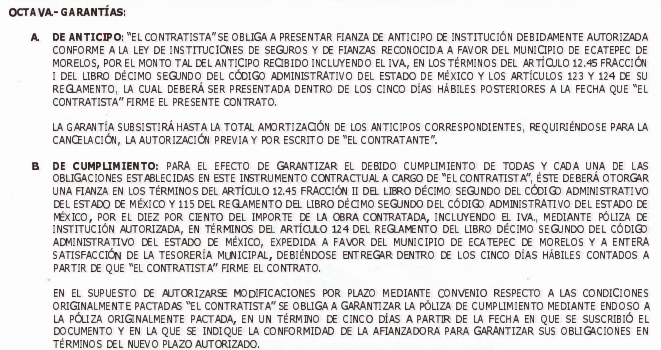 OCTAVA.- GARANTÍAS:
A. DE ANTICIPO: "EL CONTRATISTA" SE OBLIGA A PRESENTAR FIANZA DE ANTICIPO DE INSTITUCIÓN DEBIDAMENTE AUTORIZADA
CONFORME A LA LEY DE INSTITUCIONES DE SEGUROS Y DE FIANZAS RECONOCIDA A FAVOR DEL MUNICIPIO DE ECATEPEC DE
MORELOS, POR EL MONTO TAL DEL ANTICIPO RECIBIDO INCLUYENDO EL IVA, EN LOS TÉRMINOS DEL ARTÍCULO 12.45 FRACCIÓN
I DEL LIBRO DÉCIMO SEGUNDO DEL CÓDIGO ADMINISTRATIVO DEL ESTADO DE MÉXICO Y LOS ARTÍCULOS 123 Y 124 DE SU
REGLAMENTO, LA CUAL DEBERÁ SER PRESENTADA DENTRO DE LOS CINCO DÍAS HÁBILES POSTERIORES A LA FECHA QUE "EL
CONTRATISTA" FIRME EL PRESENTE CONTRATO.
LA GARANTÍA SUBSISTIRÁ HASTA LA TOTAL AMORTIZACIÓN DE LOS ANTICIPOS CORRESPONDIENTES, REQUIRIÉNDOSE PARA LA
CANCELACIÓN, LA AUTORIZACIÓN PREVIA Y POR ESCRITO DE "EL CONTRATANTE".
B. DE CUMPLIMIENTO: PARA EL EFECTO DE GARANTIZAR EL DEBIDO CUMPLIMIENTO DE TODAS Y CADA UNA DE LAS
OBLIGACIONES ESTABLECIDAS EN ESTE INSTRUMENTO CONTRACTUAL A CARGO DE "EL CONTRATISTA", ÉSTE DEBERÁ OTORGAR
UNA FIANZA EN LOS TÉRMINOS DEL ARTÍCULO 12.45 FRACCIÓN II DEL LIBRO DÉCIMO SEGUNDO DEL CÓDIGO ADMINISTRATIVO
DEL ESTADO DE MÉXICO Y 115 DEL REGLAMENTO DEL LIBRO DÉCIMO SEGUNDO DEL CÓDIGO ADMINISTRATIVO DEL ESTADO DE
MÉXICO, POR EL DIEZ POR CIENTO DEL IMPORTE DE LA OBRA CONTRATADA, INCLUYENDO EL IVA., MEDIANTE PÓLIZA DE
INSTITUCIÓN AUTORIZADA, EN TÉRMINOS DEL ARTÍCULO 124 DEL REGLAMENTO DEL LIBRO DÉCIMO SEGUNDO DEL CÓDIGO
ADMINISTRATIVO DEL ESTADO DE MÉXICO, EXPEDIDA A FAVOR DEL MUNICIPIO DE ECATEPEC DE MORELOS Y A ENTERA
SATISFACCIÓN DE LA TESORERÍA MUNICIPAL, DEBIÉNDOSE ENTREGAR DENTRO DE LOS CINCO DÍAS HÁBILES CONTADOS A
PARTIR DE QUE "EL CONTRATISTA" FIRME EL CONTRATO.
EN EL SUPUESTO DE AUTORIZARSE MODIFICACIONES POR PLAZO MEDIANTE CONVENIO RESPECTO A LAS CONDICIONES
ORIGINALMENTE PACTADAS "EL CONTRATISTA" SE OBLIGA A GARANTIZAR LA PÓLIZA DE CUMPLIMIENTO MEDIANTE ENDOSO A
LA PÓLIZA ORIGINALMENTE PACTADA, EN UN TÉRMINO DE CINCO DÍAS A PARTIR DE LA FECHA EN QUE SE SUSCRIBIÓ EL
DOCUMENTO Y EN LA QUE SE INDIQUE LA CONFORMIDAD DE LA AFIANZADORA PARA GARANTIZAR SUS OBLIGACIONES EN
TÉRMINOS DEL NUEVO PLAZO AUTORIZADO.